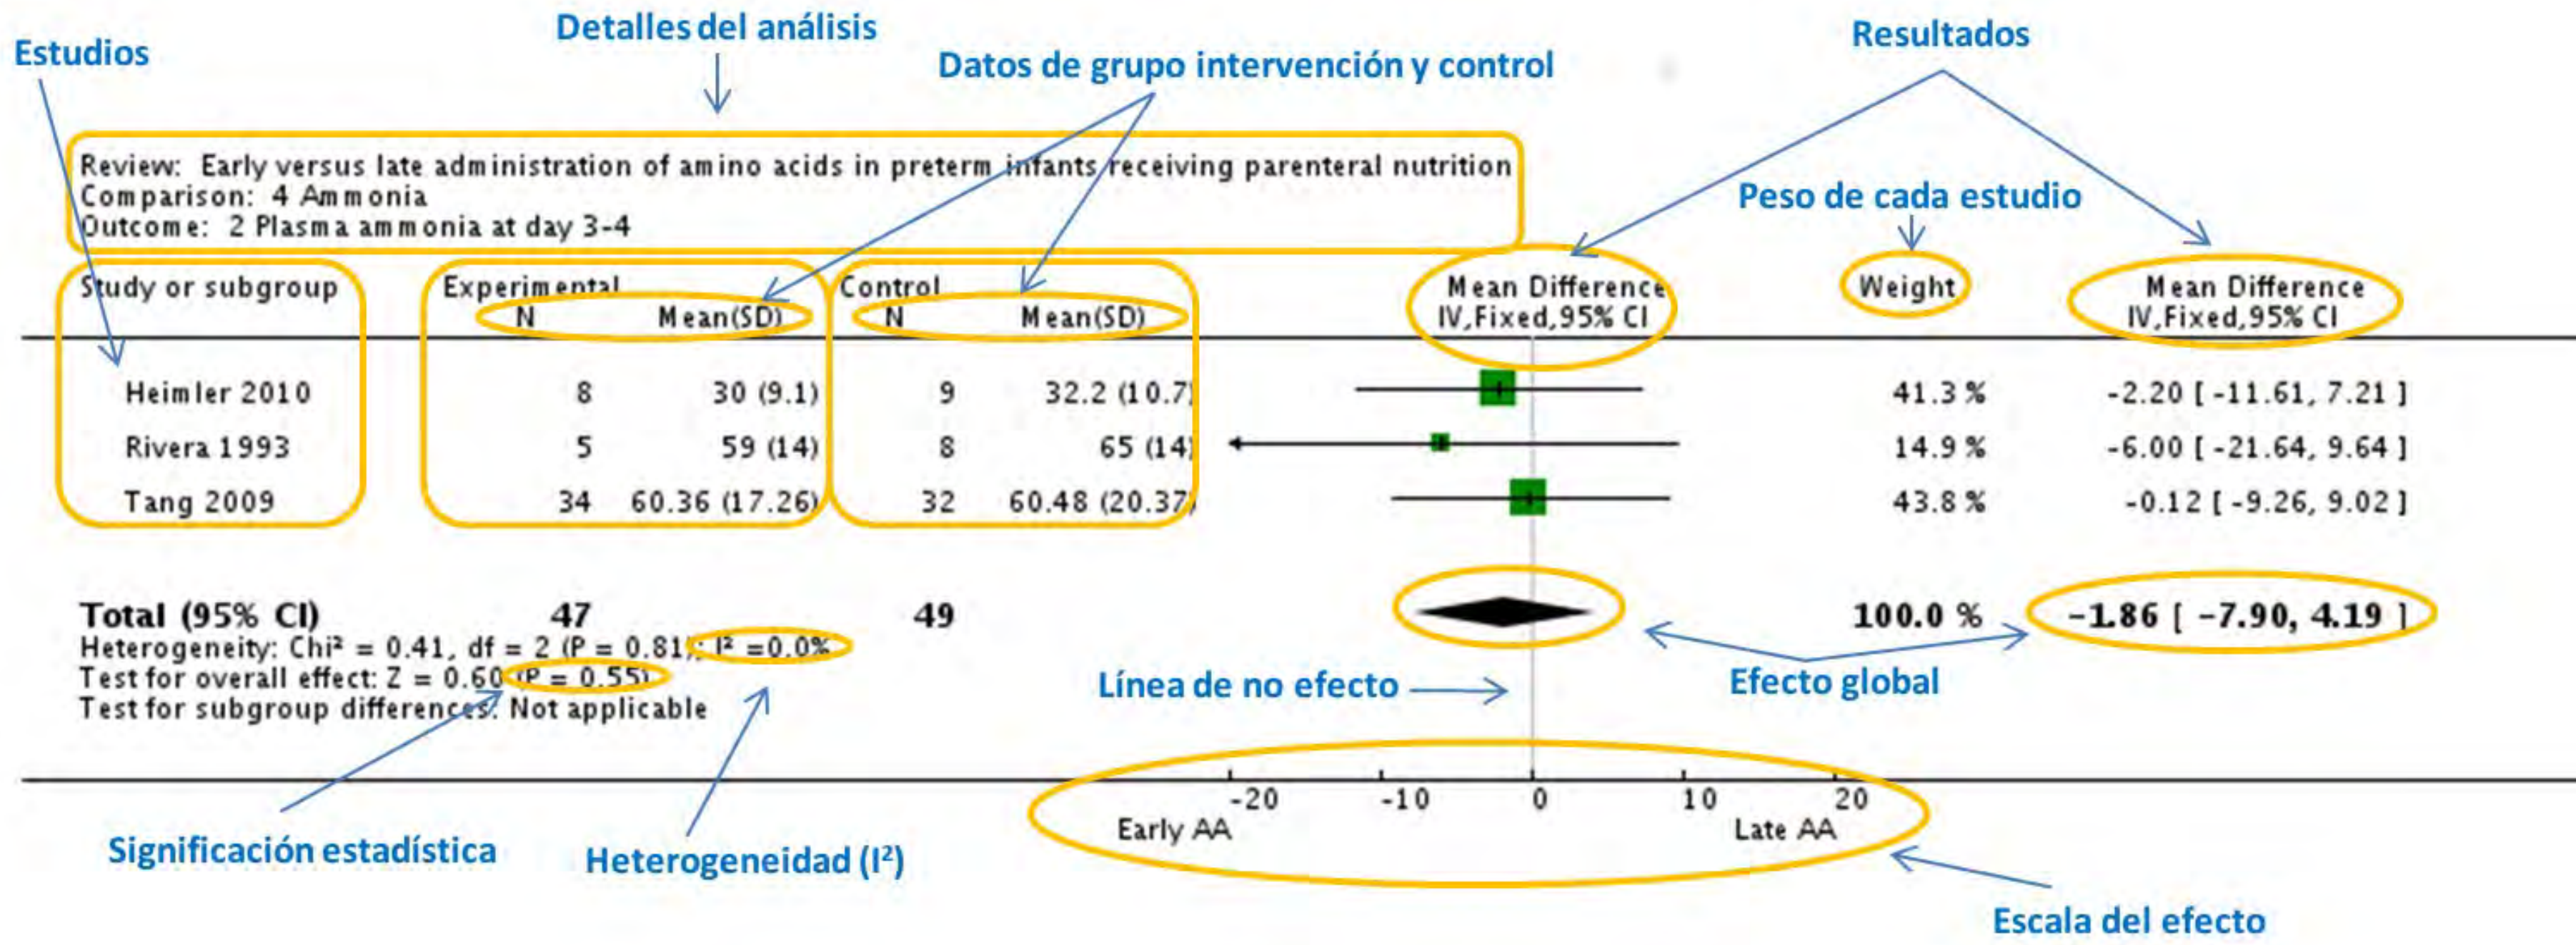 Detalles del análisis
Estudios
Datos de grupo intervención y control
Resultados
Review: Early versus late administration of amino acids in preterm infants receiving parenteral nutrition
Comparison: 4 Ammonia
Outcome: 2 Plasma ammonia at day 3-4
Peso de cada estudio
Study or subgroup Experimental Control Mean Difference Weight Mean Difference
N Mean(SD) N Mean(SD) IV,Fixed,95% CI IV,Fixed,95% CI
Heimler 2010 8 30 (9.1) 9 32.2 (10.7) 41.3 % -2.20 [ -11.61, 7.21 ]
Rivera 1993 5 59 (14) 8 65 (14) 14.9 % -6.00 [ -21.64, 9.64 ]
Tang 2009 34 60.36 (17.26) 32 60.48 (20.37) 43.8 % -0.12 [ -9.26, 9.02 ]
Total (95% CI) 47 49 100.0 % -1.86 [ -7.90, 4.19 ]
Heterogeneity: Chi² = 0.41, df = 2 (P = 0.81); I² =0.0%
Test for overall effect: Z = 0.60 (P = 0.55)
Test for subgroup differences: Not applicable
Línea de no efecto
Efecto global
-20 -10 0 10 20
Early AA Late AA
Significación estadística
Heterogeneidad (I²)
Escala del efecto